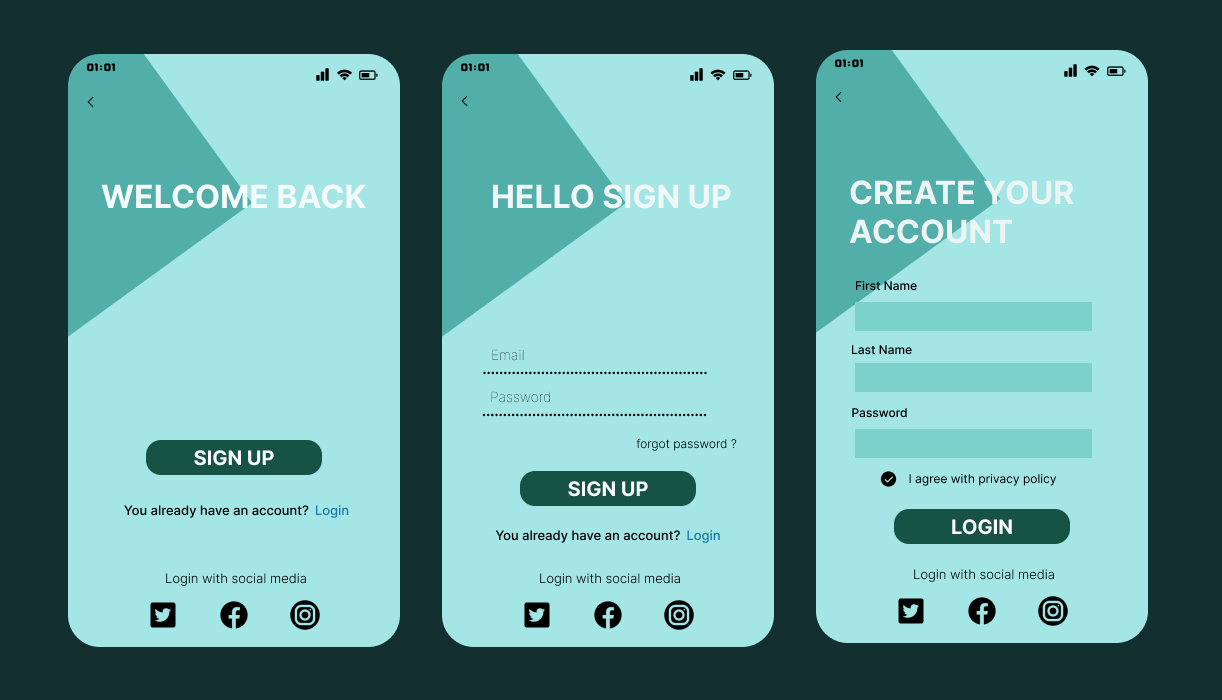 01:01
WELCOME BACK
SIGN UP
You already have an account? Login
Login with social media
01:01
HELLO SIGN UP
Email
Password
forgot password ?
SIGN UP
You already have an account? Login
Login with social media
01:01
CREATE YOUR
ACCOUNT
First Name
Last Name
Password
I agree with privacy policy
LOGIN
Login with social media